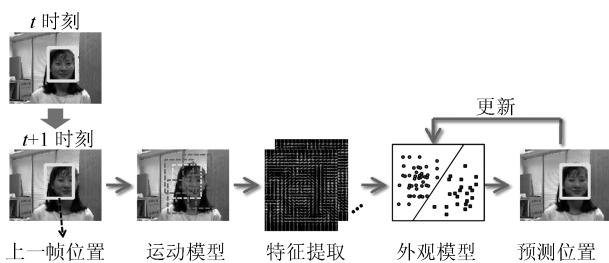 t 时刻
t+1 时刻
更新
上一帧位置
运动模型
特征提取
外观模型
预测位置